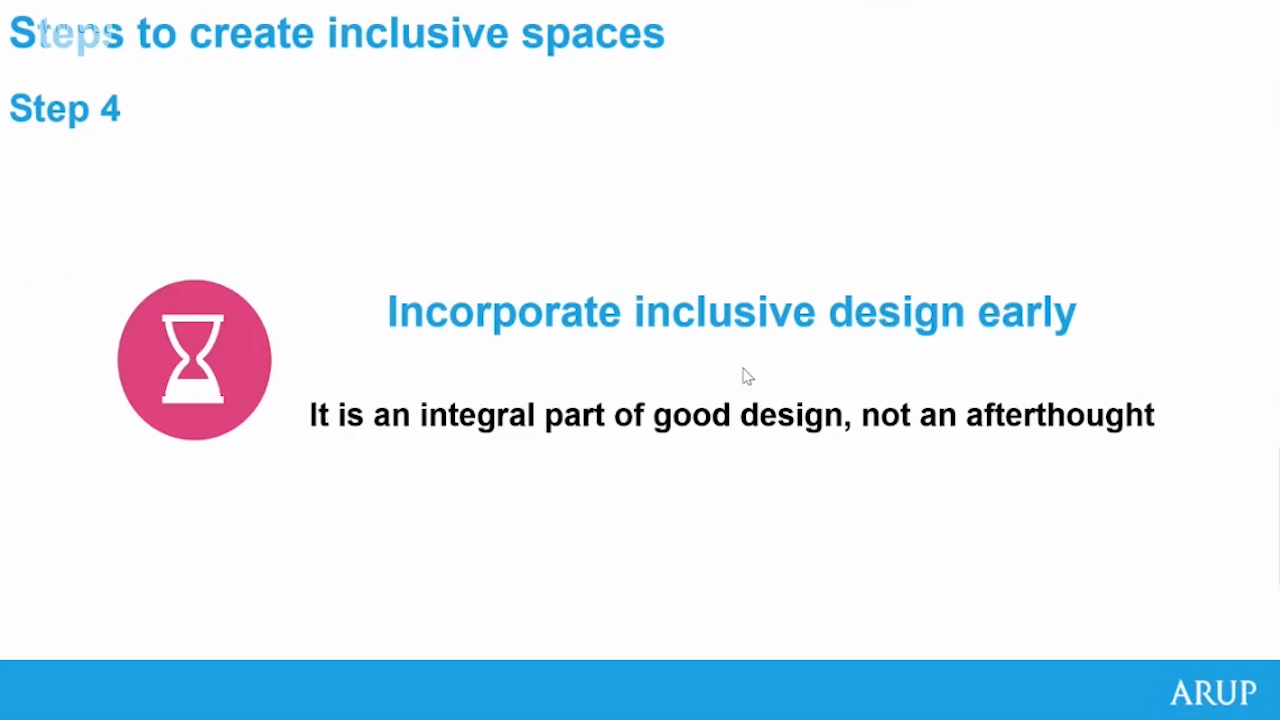 Steps to create inclusive spaces
Step 4
Incorporate inclusive design early
It is an integral part of good design, not an afterthought
ARUP